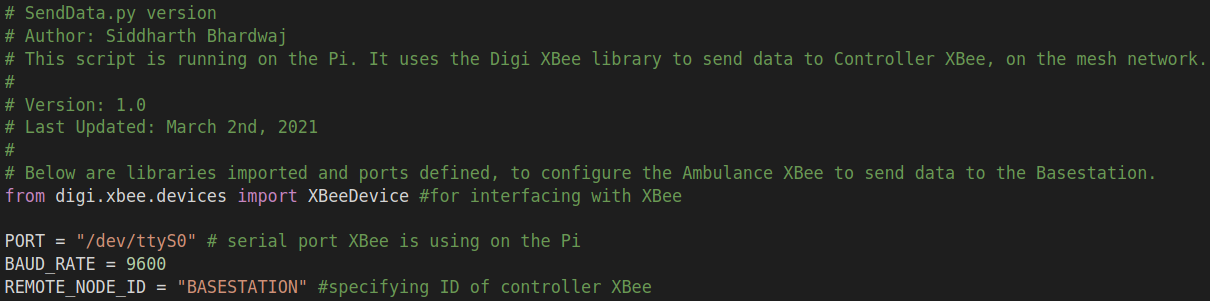 # SendData.py version
# Author: Siddharth Bhardwaj
# This script is running on the Pi. It uses the Digi XBee library to send data to Controller XBee, on the mesh network.
#
# Version: 1.0
# Last Updated: March 2nd, 2021
#
# Below are libraries imported and ports defined, to configure the Ambulance XBee to send data to the Basestation.
from digi.xbee.devices import XBeeDevice #for interfacing with XBee

PORT = "/dev/ttyS0" # serial port XBee is using on the Pi
BAUD_RATE = 9600
REMOTE_NODE_ID = "BASESTATION" #specifying ID of controller XBee